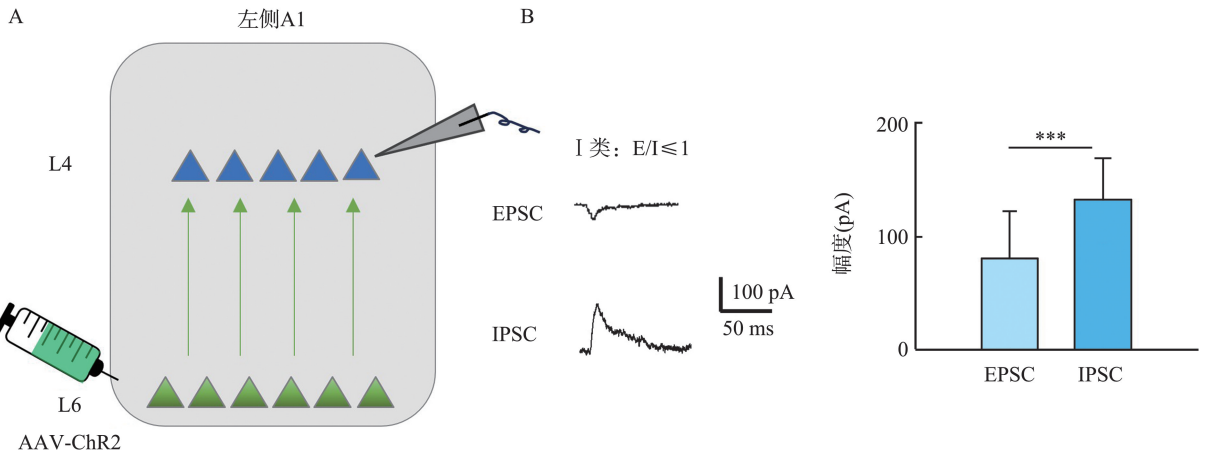 A
左侧A1
L4
L6
AAV-ChR2
B
Ⅰ类：E/I≤1
EPSC
IPSC
100 pA
50 ms
幅度(pA)
200
100
0
***
EPSC
IPSC